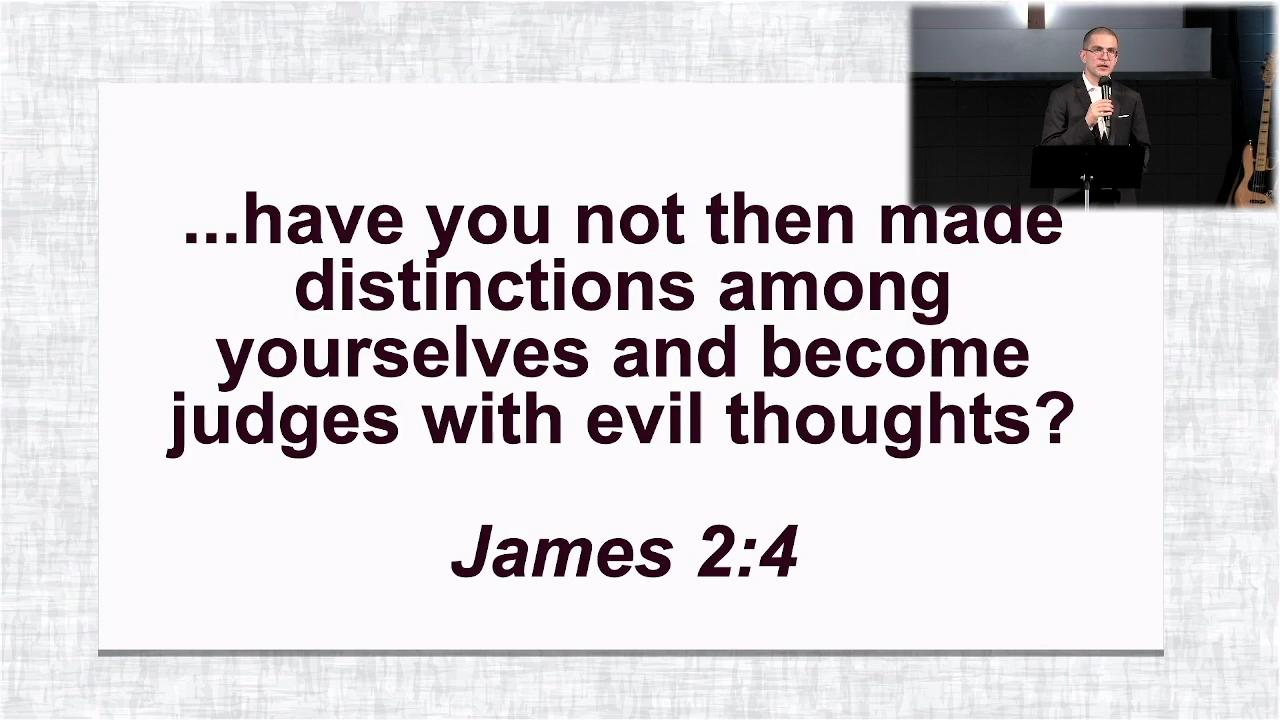 ...have you not then made
distinctions among
yourselves and become
judges with evil thoughts?
James 2:4